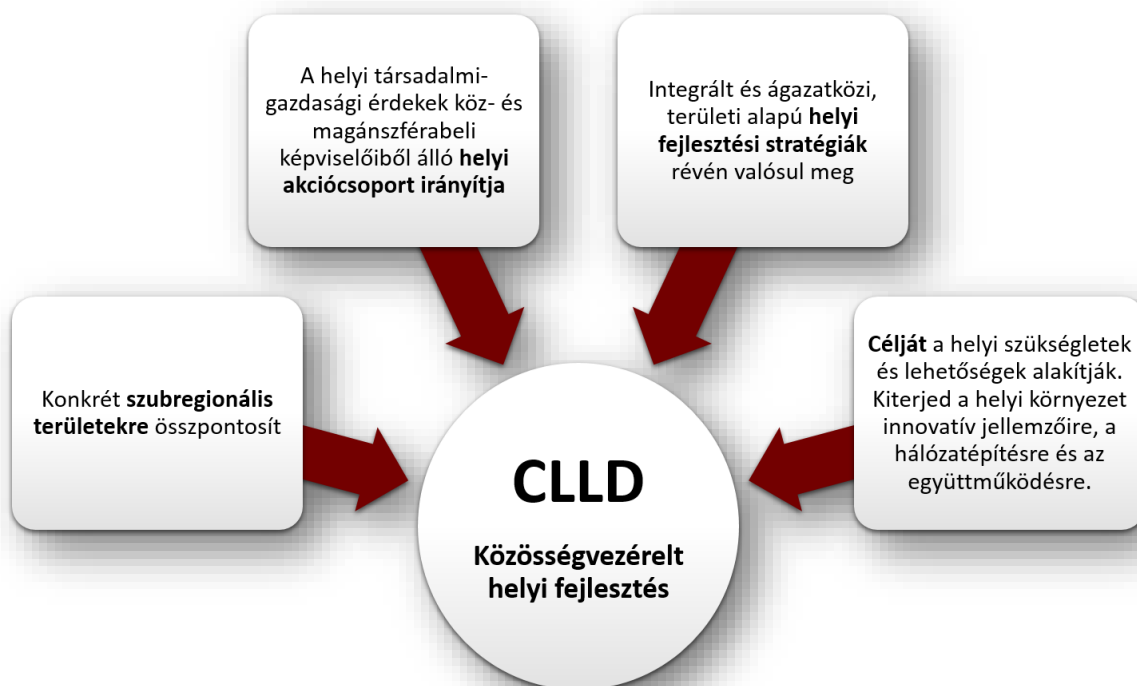 A helyi társadalmi-
gazdasági érdekek köz- és
magánszférabeli
képviselőiből álló helyi
akciócsoport irányítja
Integrált és ágazatközi,
területi alapú helyi
fejlesztési stratégiák
révén valósul meg
Konkrét szubregionális
területekre összpontosít
Célját a helyi szükségletek
és lehetőségek alakítják.
Kiterjed a helyi környezet
innovatív jellemzőire, a
hálózatépítésre és az
együttműködésre.
CLLD
Közösségvezérelt
helyi fejlesztés